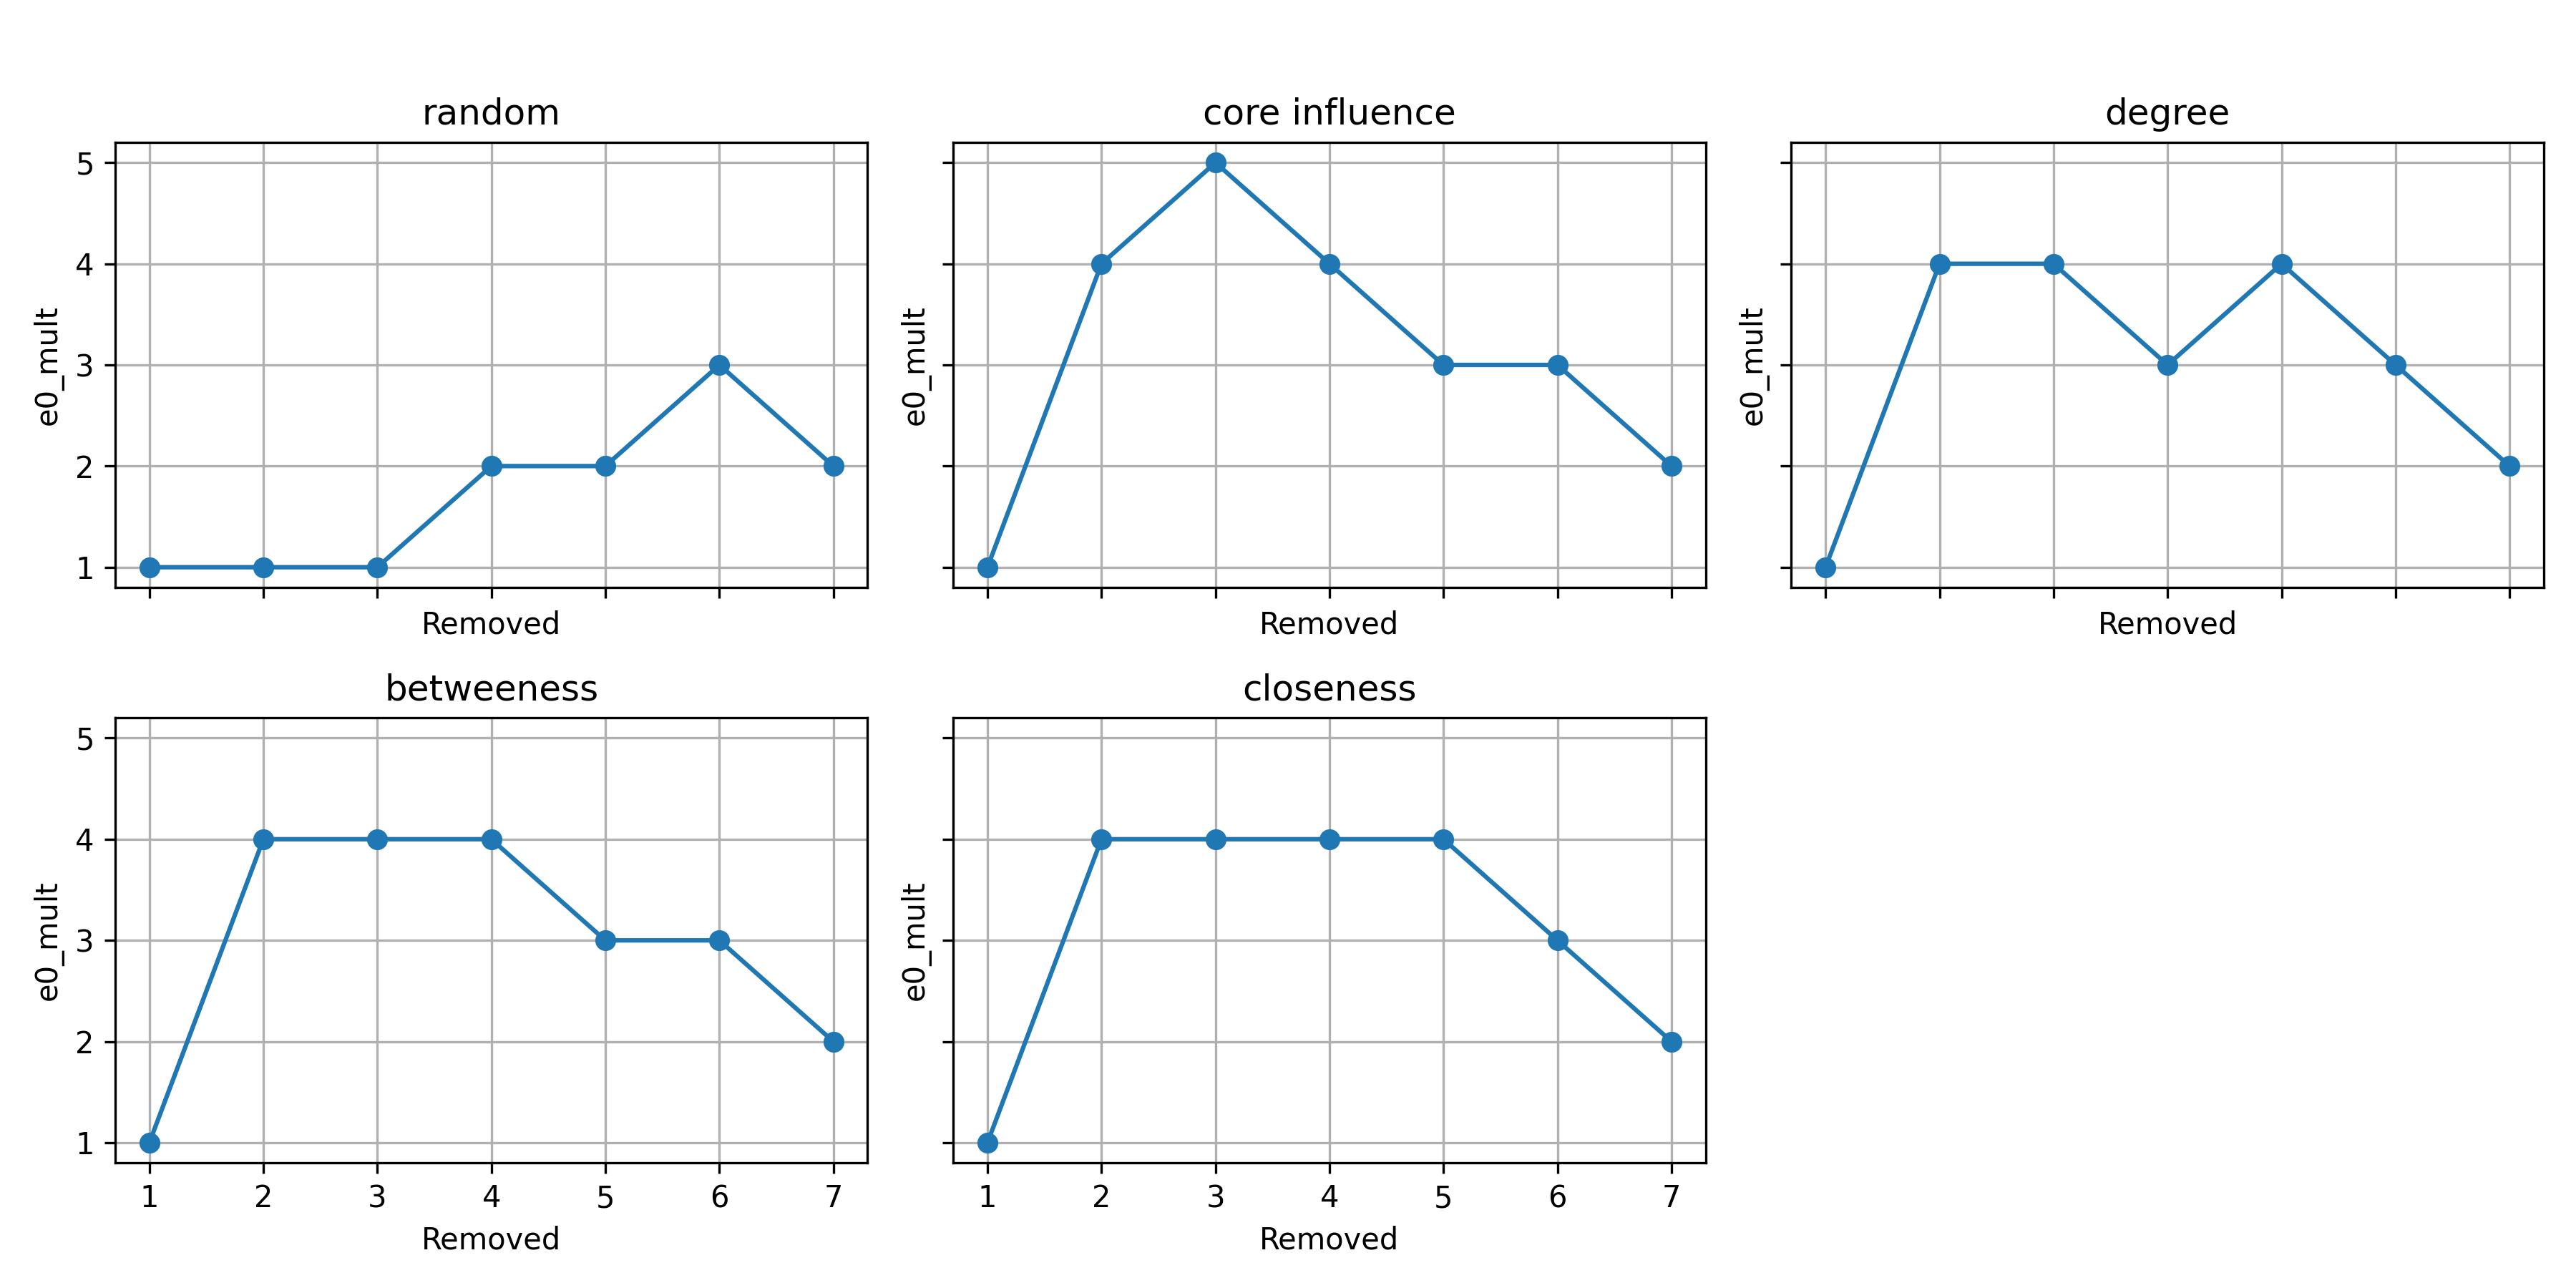 random
core influence
degree
5
4
3
2
1
e0_mult
e0_mult
e0_mult
Removed
Removed
Removed
betweeness
closeness
5
4
3
2
1
e0_mult
e0_mult
1 2 3 4 5 6 7
1 2 3 4 5 6 7
Removed
Removed